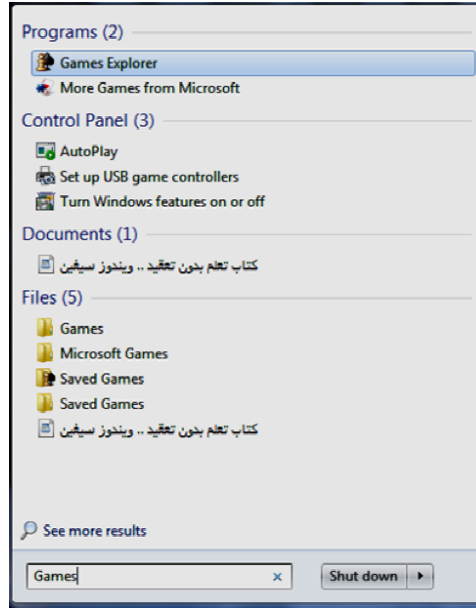 Programs (2)
Games Explorer
More Games from Microsoft
Control Panel (3)
AutoPlay
Set up USB game controllers
Turn Windows features on or off
Documents (1)
كتاب تعلم بدون تعقيد .. ويندوز سيفين
Files (5)
Games
Microsoft Games
Saved Games
Saved Games
كتاب تعلم بدون تعقيد .. ويندوز سيفين
See more results
Games
Shut down